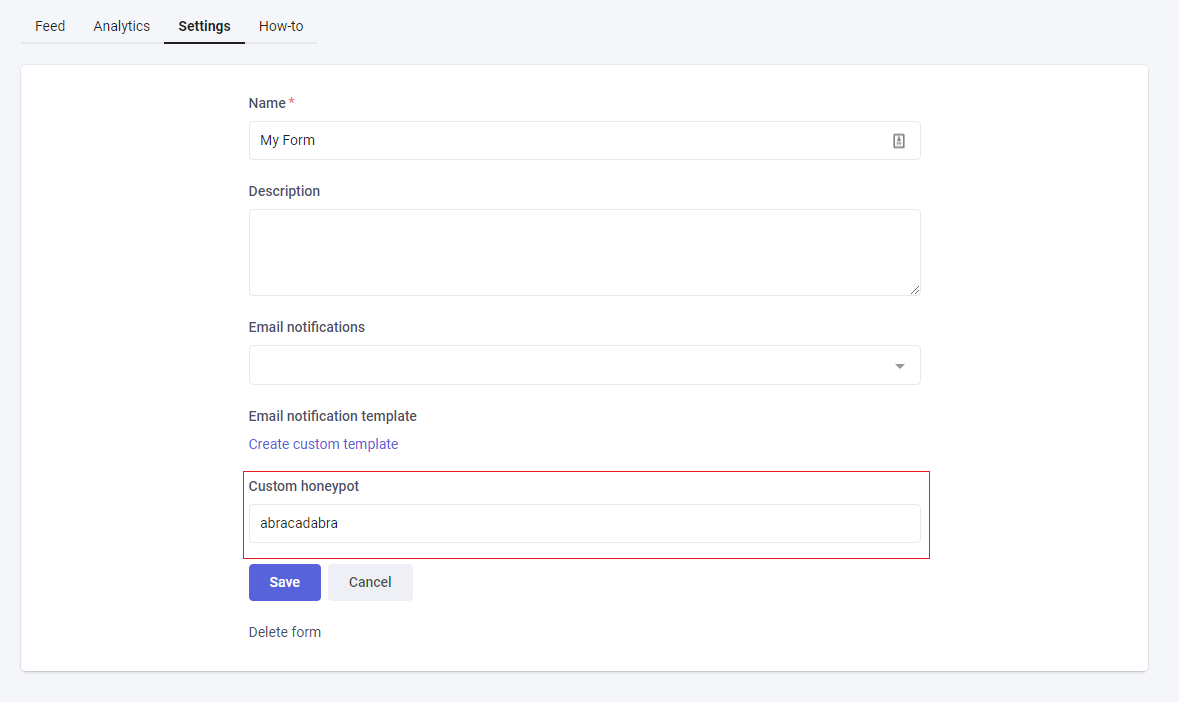 Feed Analytics Settings How-to
Name *
My Form
Description
Email notifications
Email notification template
Create custom template
Custom honeypot
abracadabra
Save Cancel
Delete form